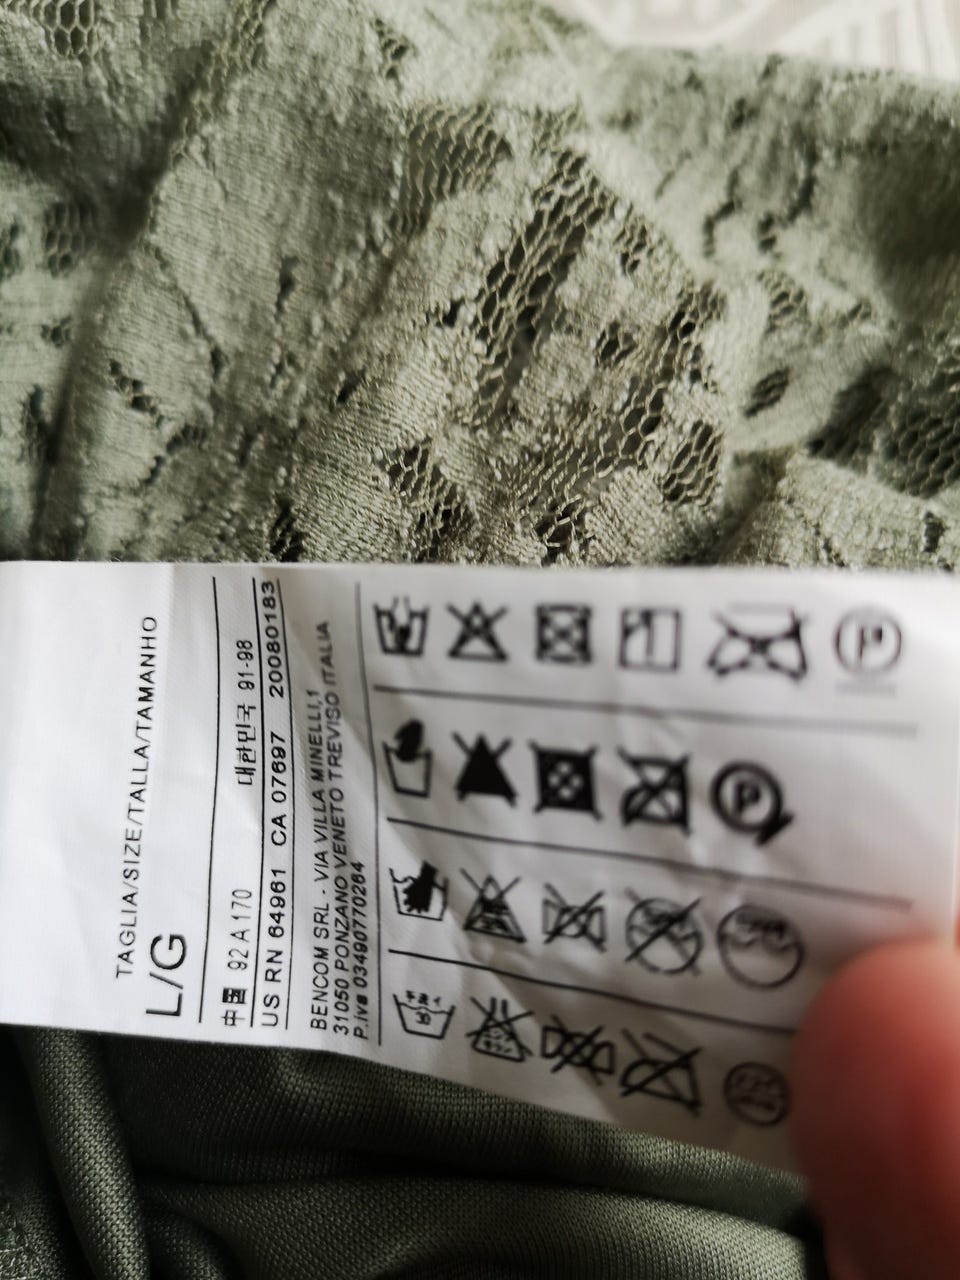 TAGLIA/SIZE/TALLA/TAMANHO
L/G
中国 92 A 170 대한민국 91-98
US RN 64961 CA 07697 20080183
BENCOM SRL - VIA VILLA MINELLI,1
31050 PONZANO VENETO TREVISO ITALIA
P.iva 03490770264
P
P